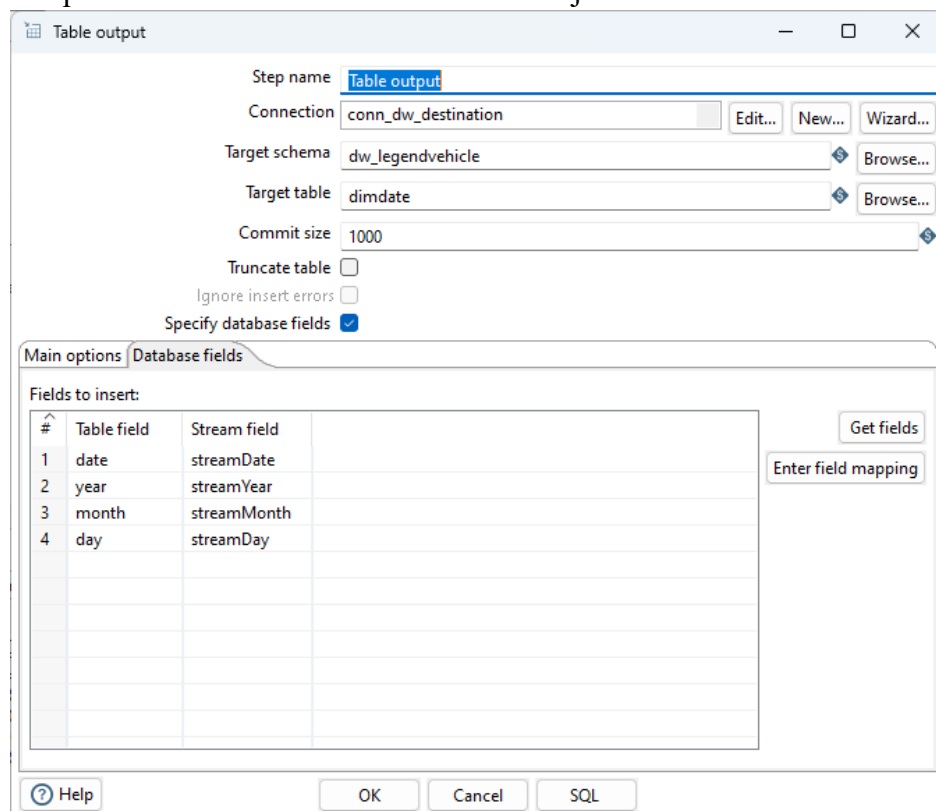 Table output
Step name Table output
Connection conn_dw_destination Edit... New... Wizard...
Target schema dw_legendvehicle Browse...
Target table dimdate Browse...
Commit size 1000
Truncate table
Ignore insert errors
Specify database fields
Main options Database fields
Fields to insert:
# Table field Stream field Get fields
1 date streamDate Enter field mapping
2 year streamYear
3 month streamMonth
4 day streamDay
Help OK Cancel SQL